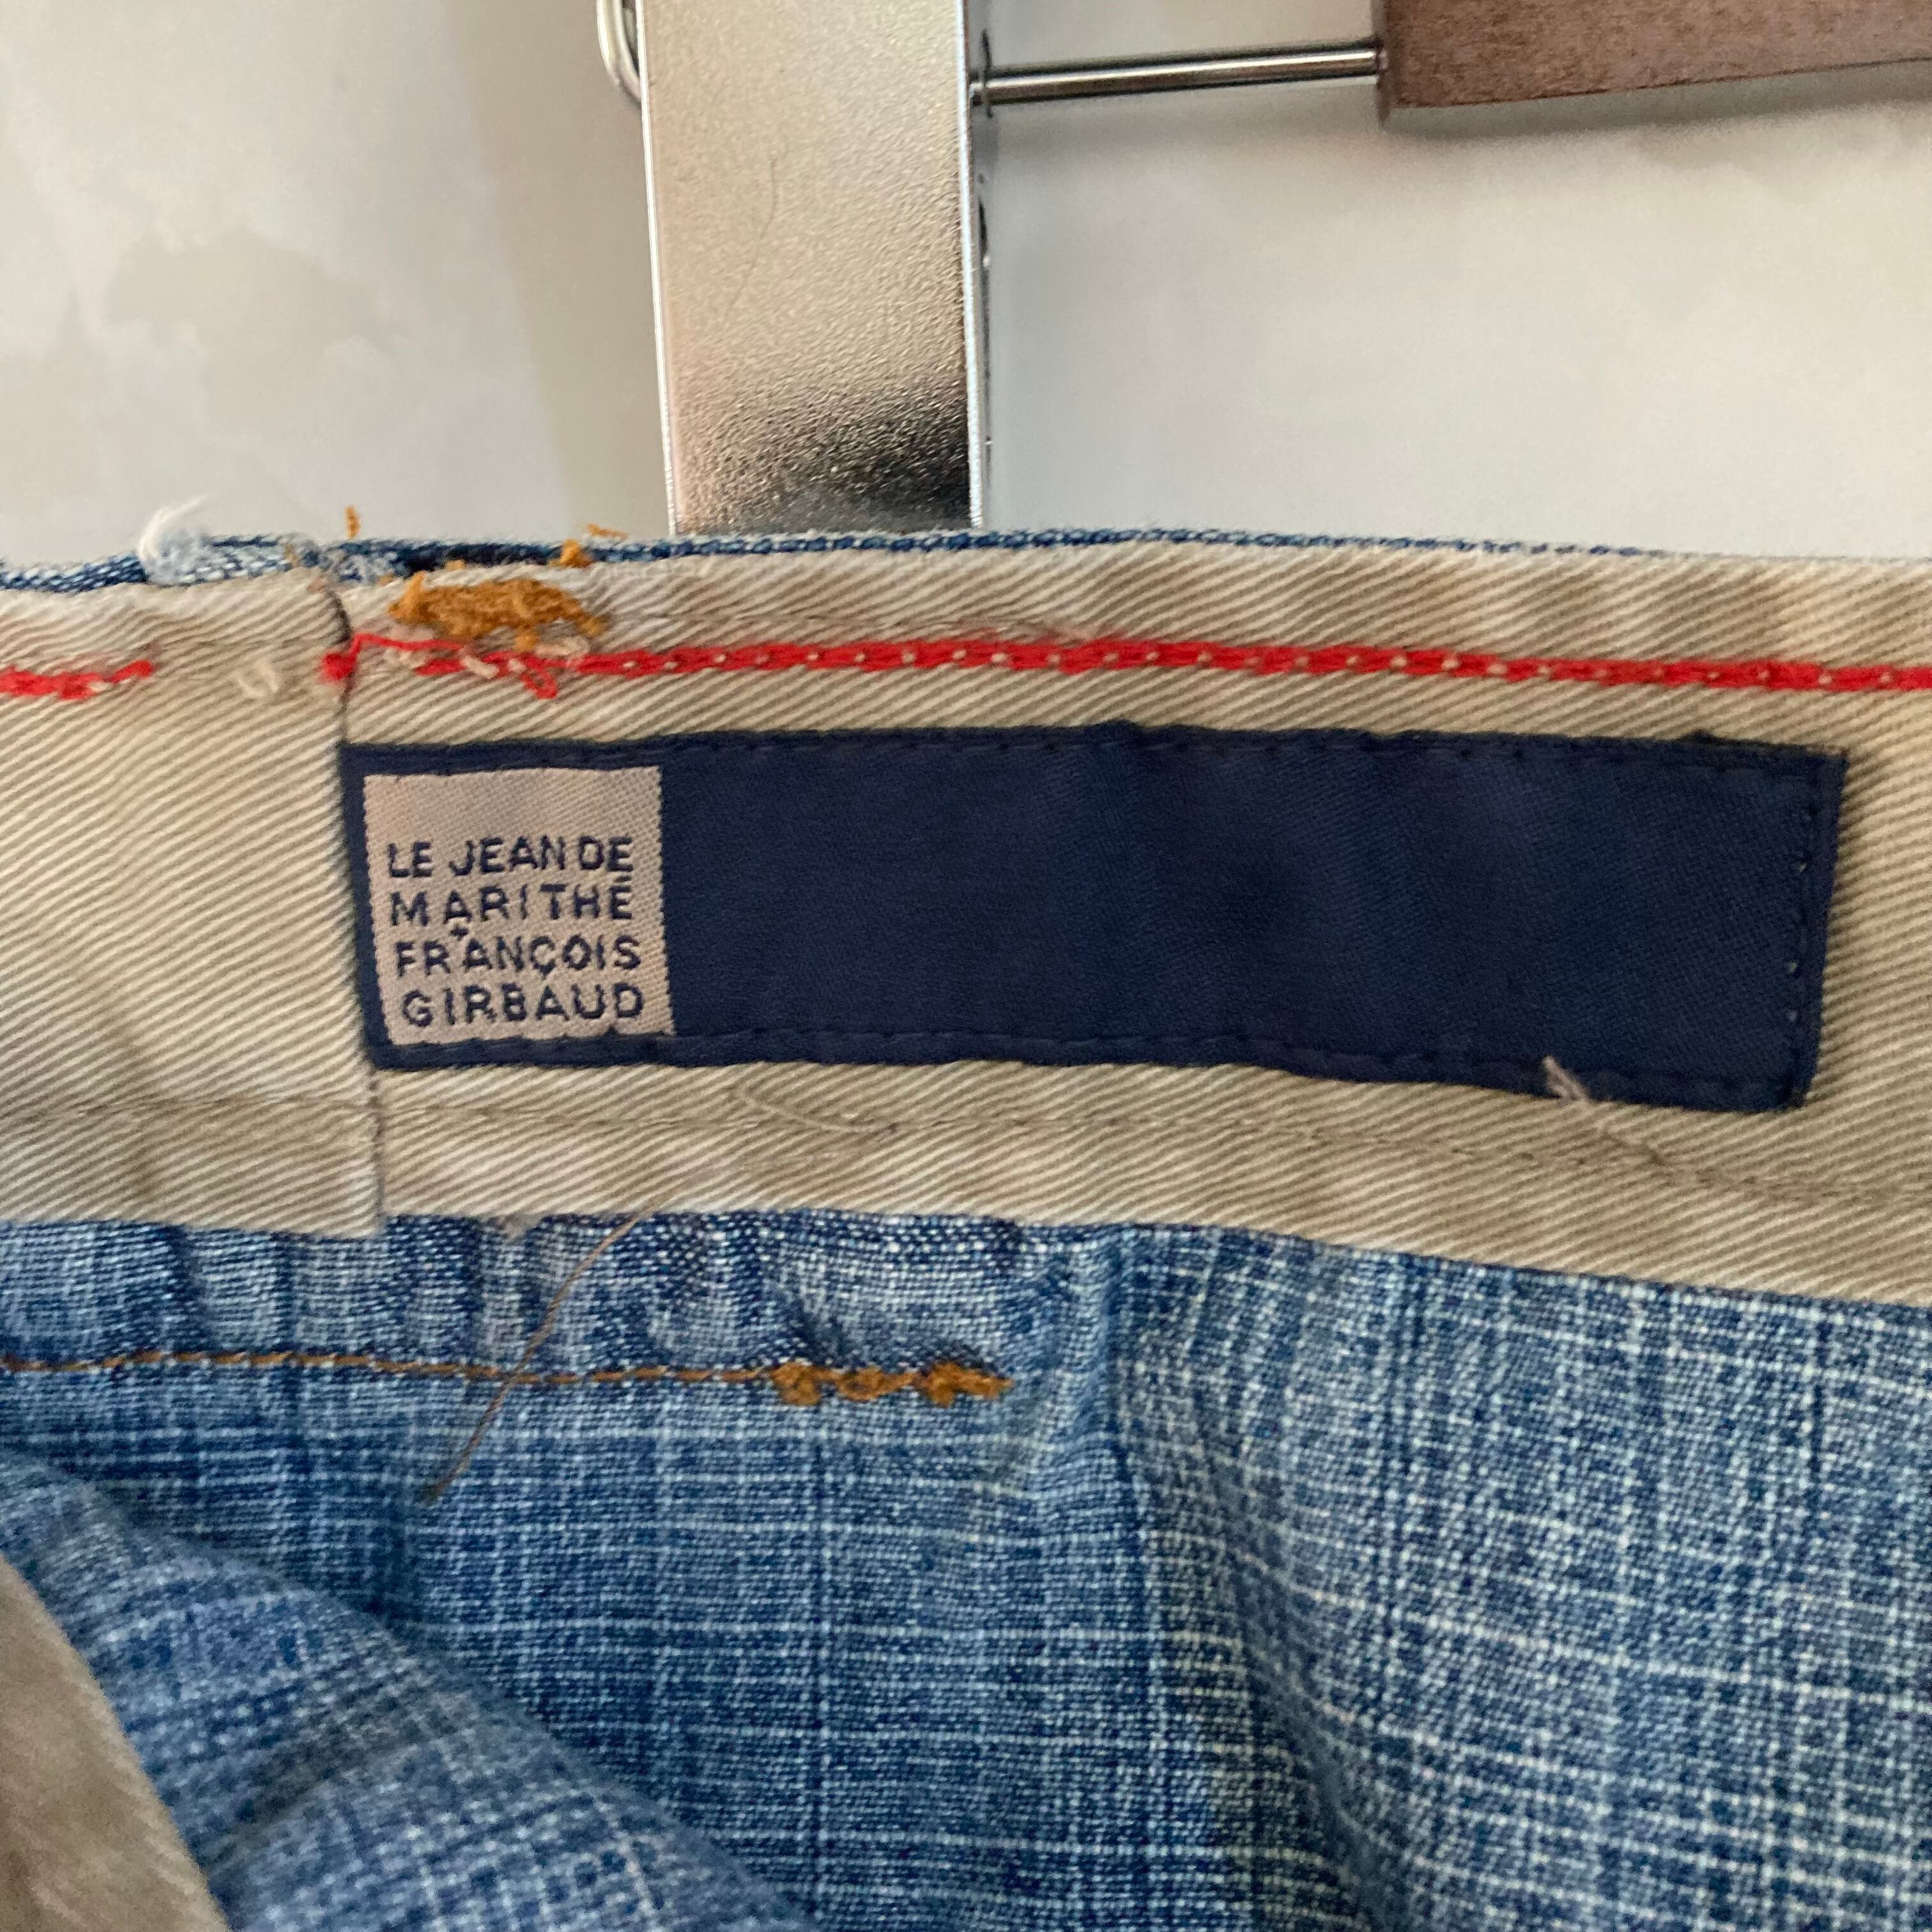 LE JEAN DE
MARITHÉ
+
FRANÇOIS
GIRBAUD